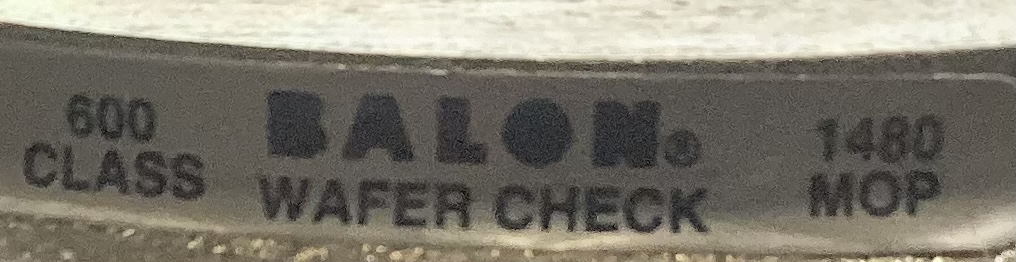 600 BALON® 1480
CLASS WAFER CHECK MOP